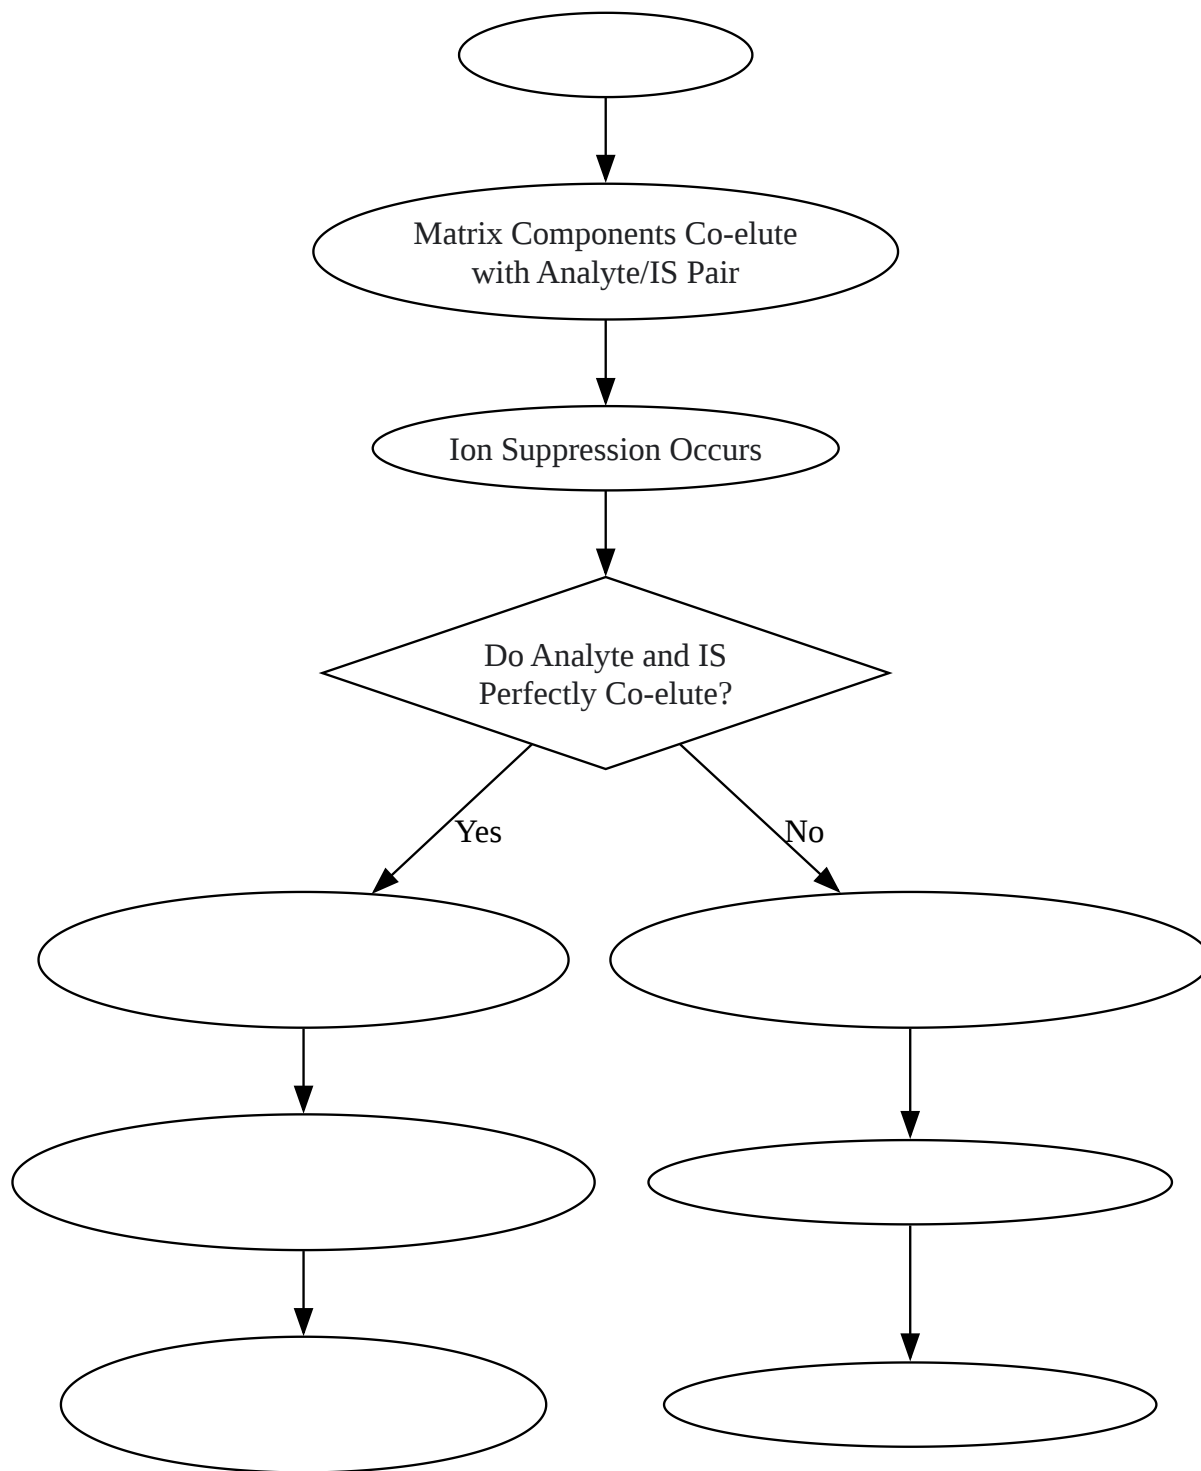 Matrix Components Co-elute
with Analyte/IS Pair
Ion Suppression Occurs
Do Analyte and IS
Perfectly Co-elute?
Yes
No